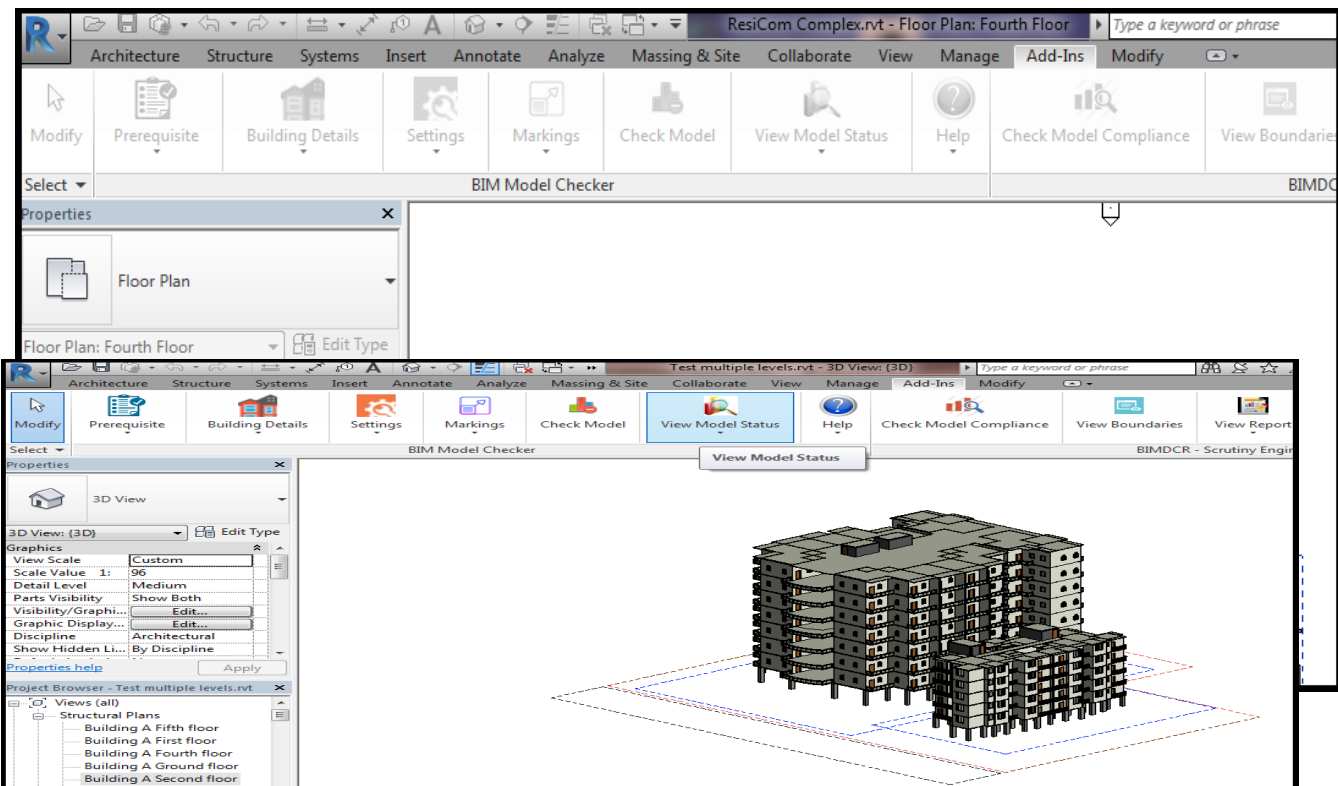 ResiCom Complex.rvt - Floor Plan: Fourth Floor Type a keyword or phrase
Architecture Structure Systems Insert Annotate Analyze Massing & Site Collaborate View Manage Add-Ins Modify
Modify Prerequisite Building Details Settings Markings Check Model View Model Status Help Check Model Compliance View Boundaries
Select BIM Model Checker BIMDC
Properties
Floor Plan
Floor Plan: Fourth Floor Edit Type
Test multiple levels.rvt - 3D View: {3D} Type a keyword or phrase
Architecture Structure Systems Insert Annotate Analyze Massing & Site Collaborate View Manage Add-Ins Modify
Modify Prerequisite Building Details Settings Markings Check Model View Model Status Help Check Model Compliance View Boundaries View Report
Select BIM Model Checker BIMDCR - Scrutiny Engin
View Model Status
Properties
3D View
3D View: {3D} Edit Type
Graphics
View Scale Custom
Scale Value 1: 96
Detail Level Medium
Parts Visibility Show Both
Visibility/Graphi... Edit...
Graphic Display... Edit...
Discipline Architectural
Show Hidden Li... By Discipline
Properties help Apply
Project Browser - Test multiple levels.rvt
Views (all)
Structural Plans
Building A Fifth floor
Building A First floor
Building A Fourth floor
Building A Ground floor
Building A Second floor